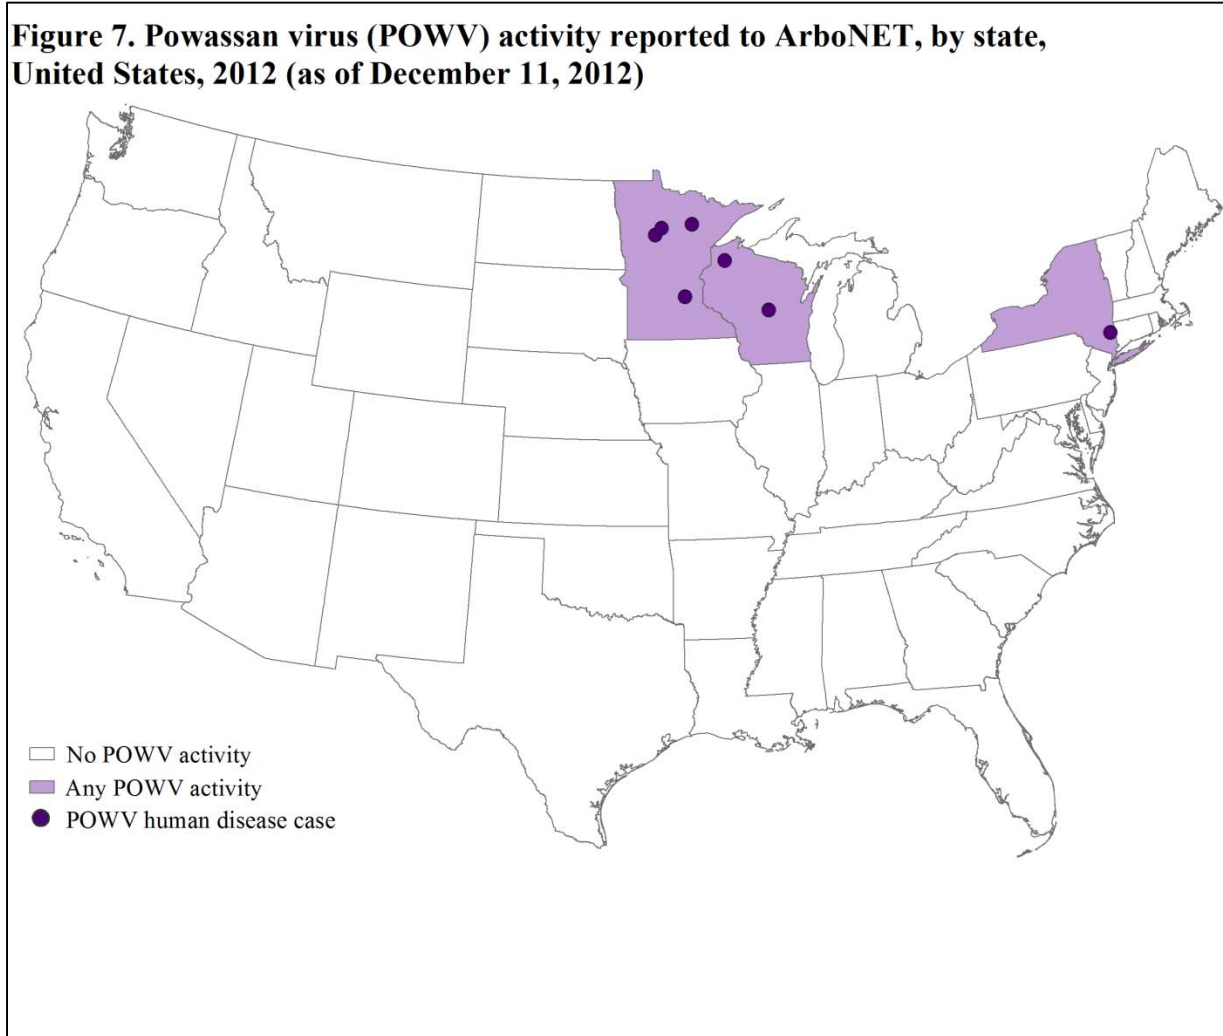 Figure 7. Powassan virus (POWV) activity reported to ArboNET, by state,
United States, 2012 (as of December 11, 2012)
No POWV activity
Any POWV activity
POWV human disease case